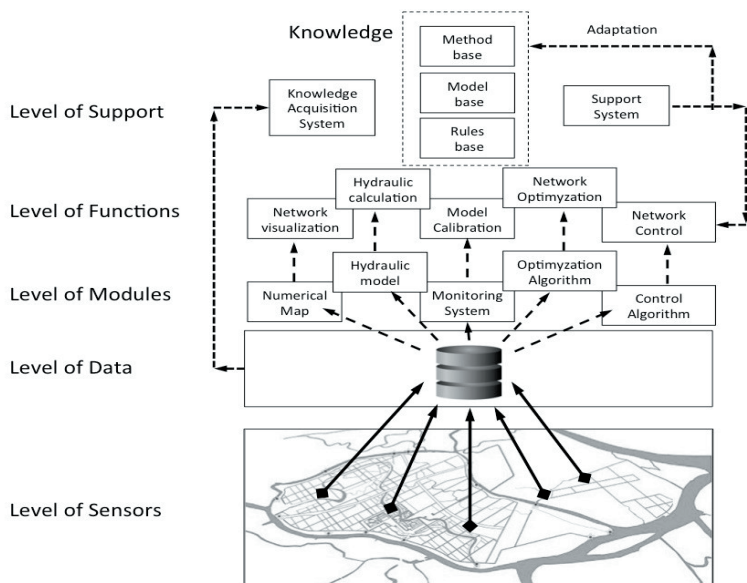 Knowledge
Method
base
Adaptation
Level of Support
Knowledge
Acquisition
System
Model
base
Support
System
Rules
base
Level of Functions
Network
visualization
Hydraulic
calculation
Model
Calibration
Network
Optimyzation
Network
Control
Level of Modules
Numerical
Map
Hydraulic
model
Monitoring
System
Optimyzation
Algorithm
Control
Algorithm
Level of Data
Level of Sensors